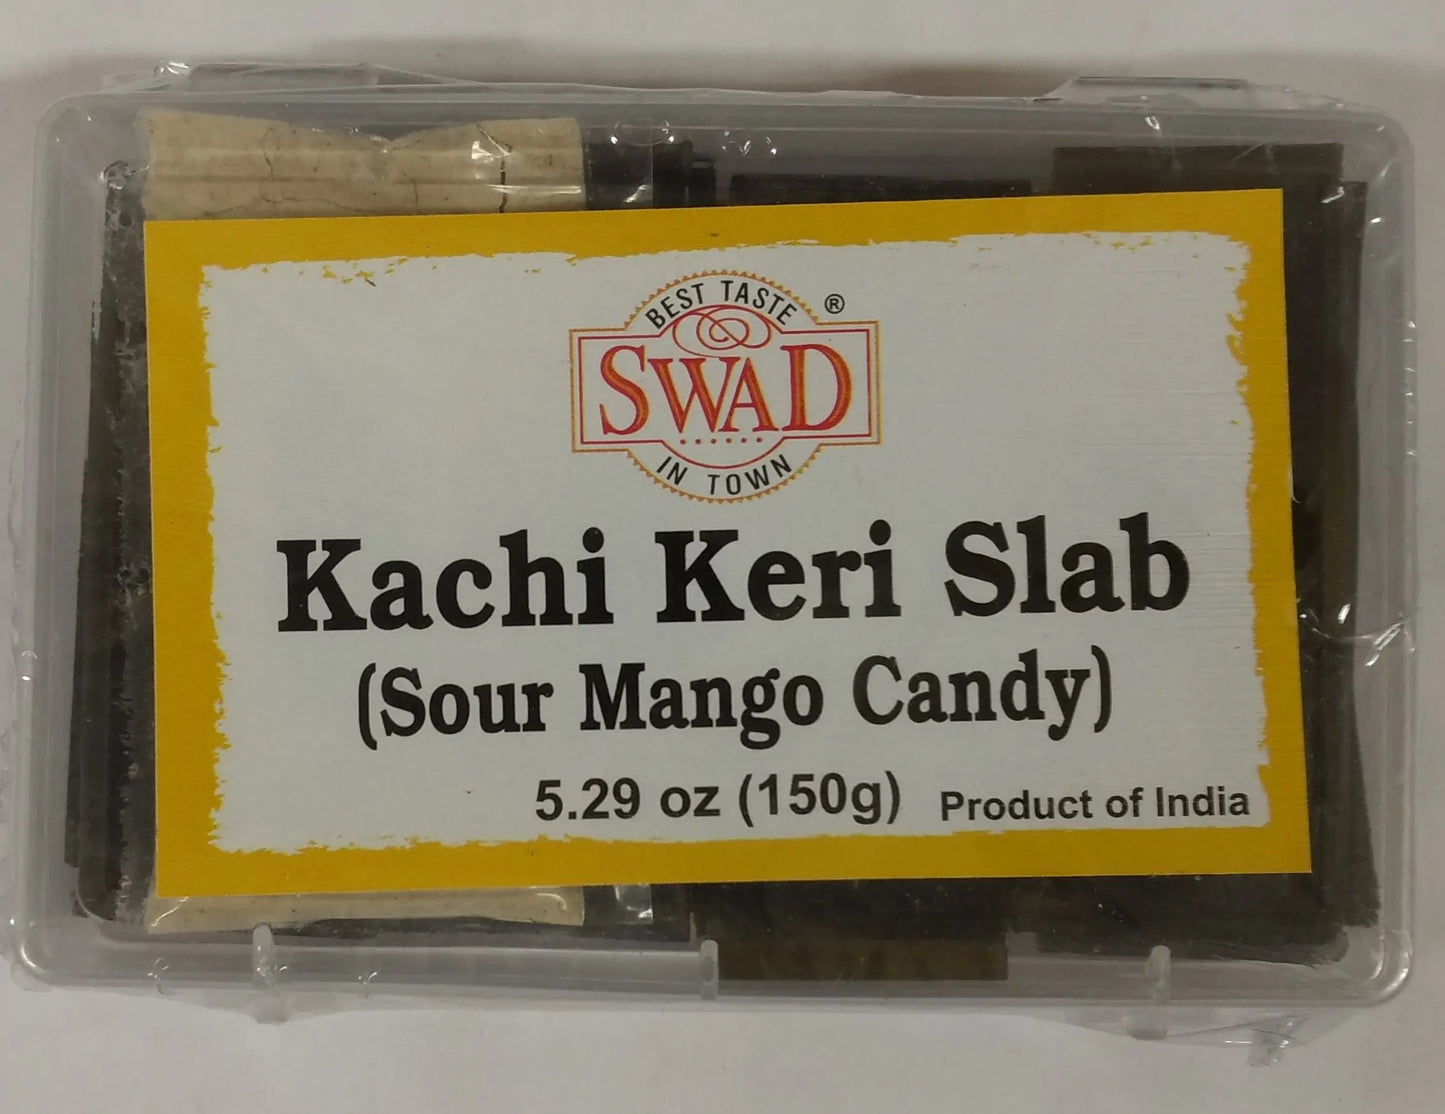 BEST TASTE ®
SWAD
IN TOWN
Kachi Keri Slab
(Sour Mango Candy)
5.29 oz (150g) Product of India